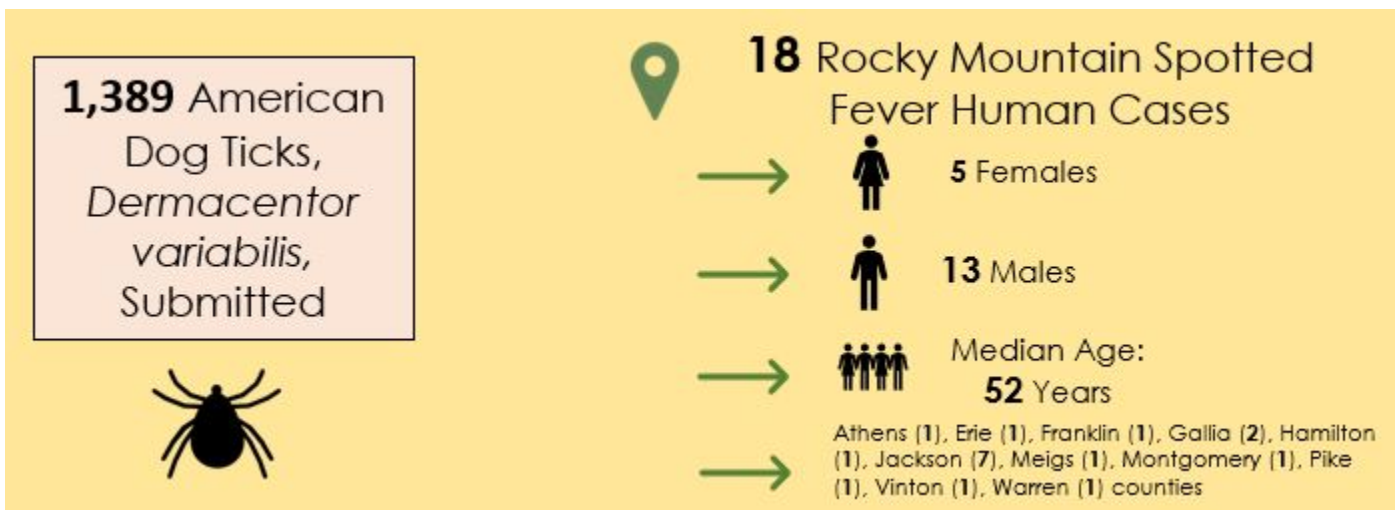 1,389 American
Dog Ticks,
Dermacentor
variabilis,
Submitted
18 Rocky Mountain Spotted
Fever Human Cases
5 Females
13 Males
Median Age:
52 Years
Athens (1), Erie (1), Franklin (1), Gallia (2), Hamilton
(1), Jackson (7), Meigs (1), Montgomery (1), Pike
(1), Vinton (1), Warren (1) counties